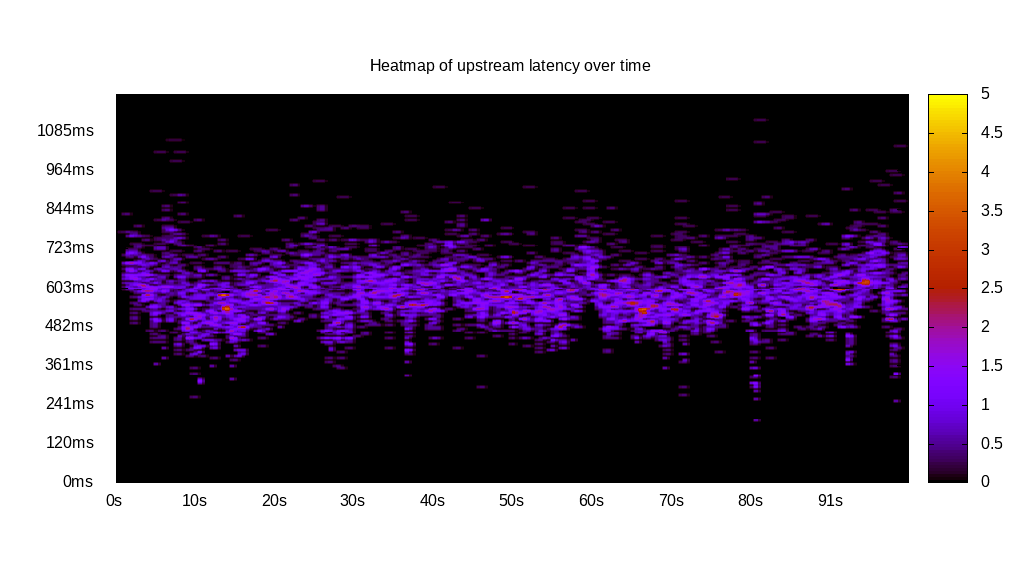 Heatmap of upstream latency over time
1085ms
964ms
844ms
723ms
603ms
482ms
361ms
241ms
120ms
0ms
0s 10s 20s 30s 40s 50s 60s 70s 80s 91s
5
4.5
4
3.5
3
2.5
2
1.5
1
0.5
0